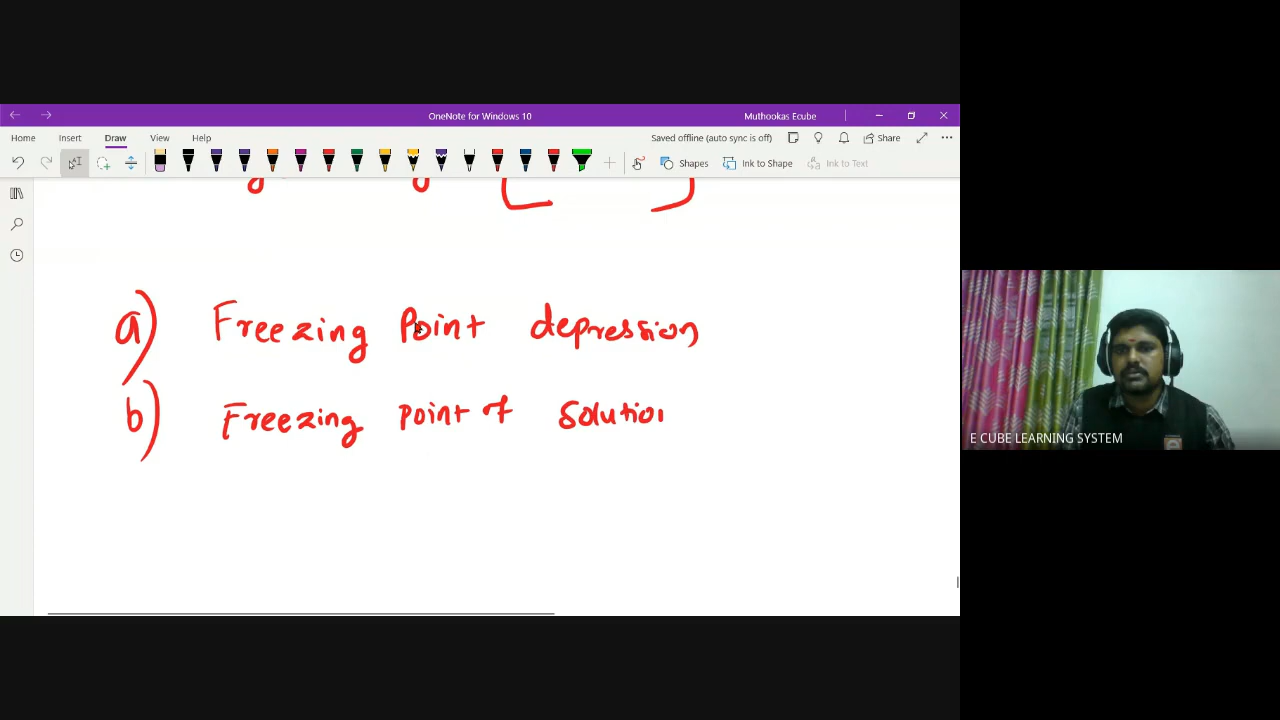 OneNote for Windows 10
Muthookas Ecube
Home Insert Draw View Help
Saved offline (auto sync is off)
Share
Shapes
Ink to Shape
Ink to Text
a) Freezing Point depression
b) Freezing point of solution
E CUBE LEARNING SYSTEM